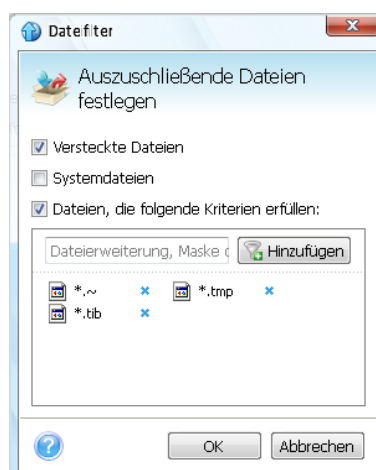 Dateifilter
Auszuschließende Dateien
festlegen
Versteckte Dateien
Systemdateien
Dateien, die folgende Kriterien erfüllen:
Dateierweiterung, Maske
Hinzufügen
*.~ *.tmp
*.tib
OK Abbrechen